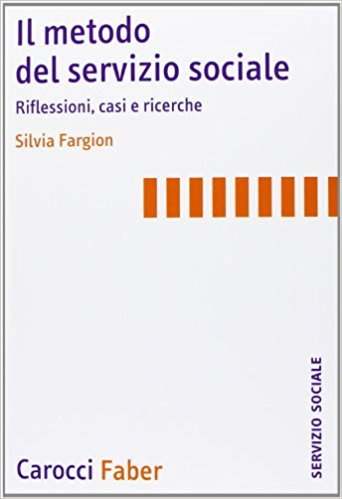 Il metodo
del servizio sociale
Riflessioni, casi e ricerche
Silvia Fargion
SERVIZIO SOCIALE
Carocci Faber